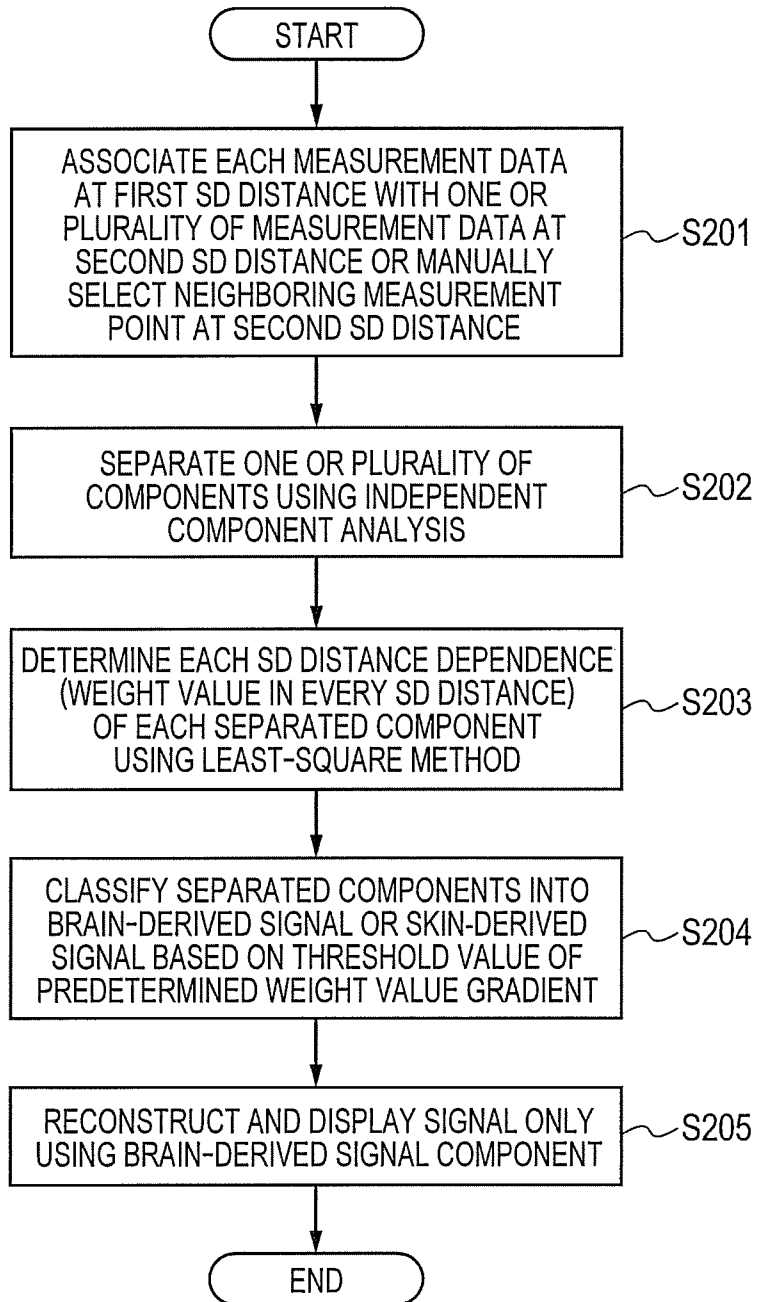 START
ASSOCIATE EACH MEASUREMENT DATA
AT FIRST SD DISTANCE WITH ONE OR
PLURALITY OF MEASUREMENT DATA AT
SECOND SD DISTANCE OR MANUALLY
SELECT NEIGHBORING MEASUREMENT
POINT AT SECOND SD DISTANCE
S201
SEPARATE ONE OR PLURALITY OF
COMPONENTS USING INDEPENDENT
COMPONENT ANALYSIS
S202
DETERMINE EACH SD DISTANCE DEPENDENCE
(WEIGHT VALUE IN EVERY SD DISTANCE)
OF EACH SEPARATED COMPONENT
USING LEAST-SQUARE METHOD
S203
CLASSIFY SEPARATED COMPONENTS INTO
BRAIN-DERIVED SIGNAL OR SKIN-DERIVED
SIGNAL BASED ON THRESHOLD VALUE OF
PREDETERMINED WEIGHT VALUE GRADIENT
S204
RECONSTRUCT AND DISPLAY SIGNAL ONLY
USING BRAIN-DERIVED SIGNAL COMPONENT
S205
END